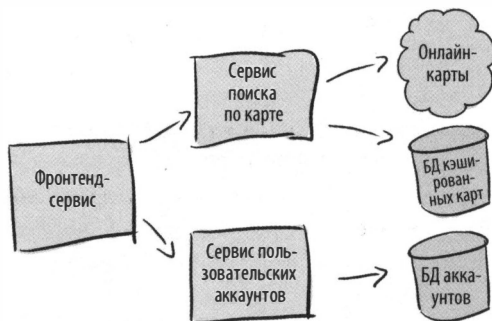 Сервис
поиска
по карте
Онлайн-
карты
БД кэши-
рован-
ных карт
Фронтенд-
сервис
Сервис поль-
зовательских
аккаунтов
БД акка-
унтов